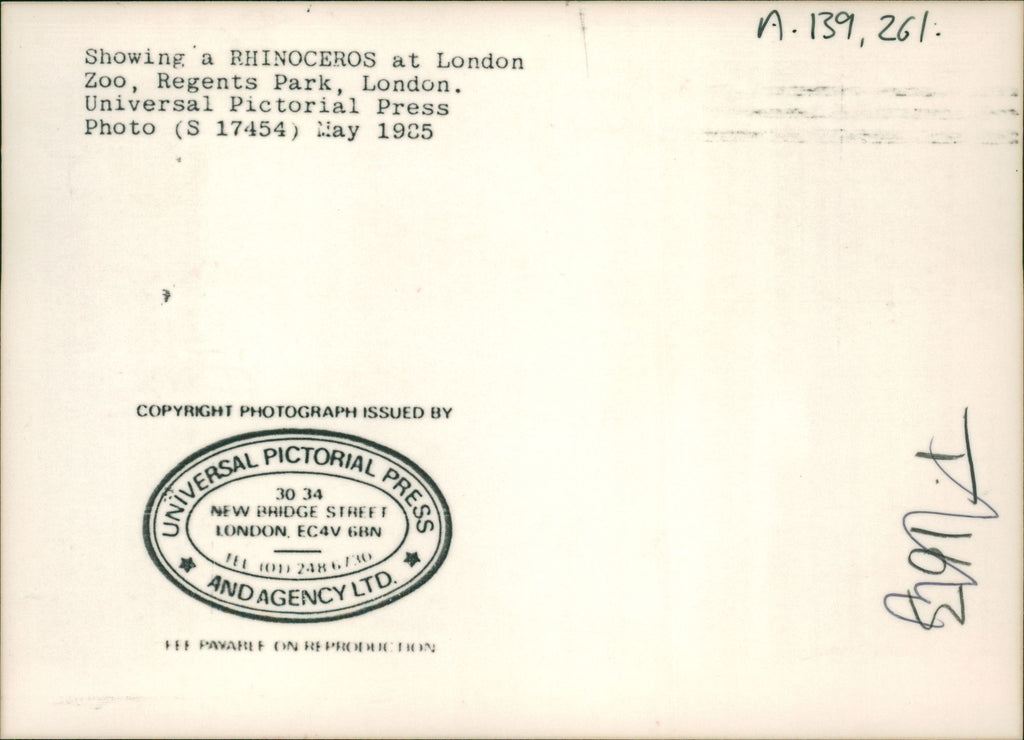 A.139,261.
Showing a RHINOCEROS at London
Zoo, Regents Park, London.
Universal Pictorial Press
Photo (S 17454) May 1985
COPYRIGHT PHOTOGRAPH ISSUED BY
UNIVERSAL PICTORIAL PRESS
30 34
NEW BRIDGE STREET
LONDON, EC4V 6BN
TEL (01) 248 6730
AND AGENCY LTD.
FEE PAYABLE ON REPRODUCTION